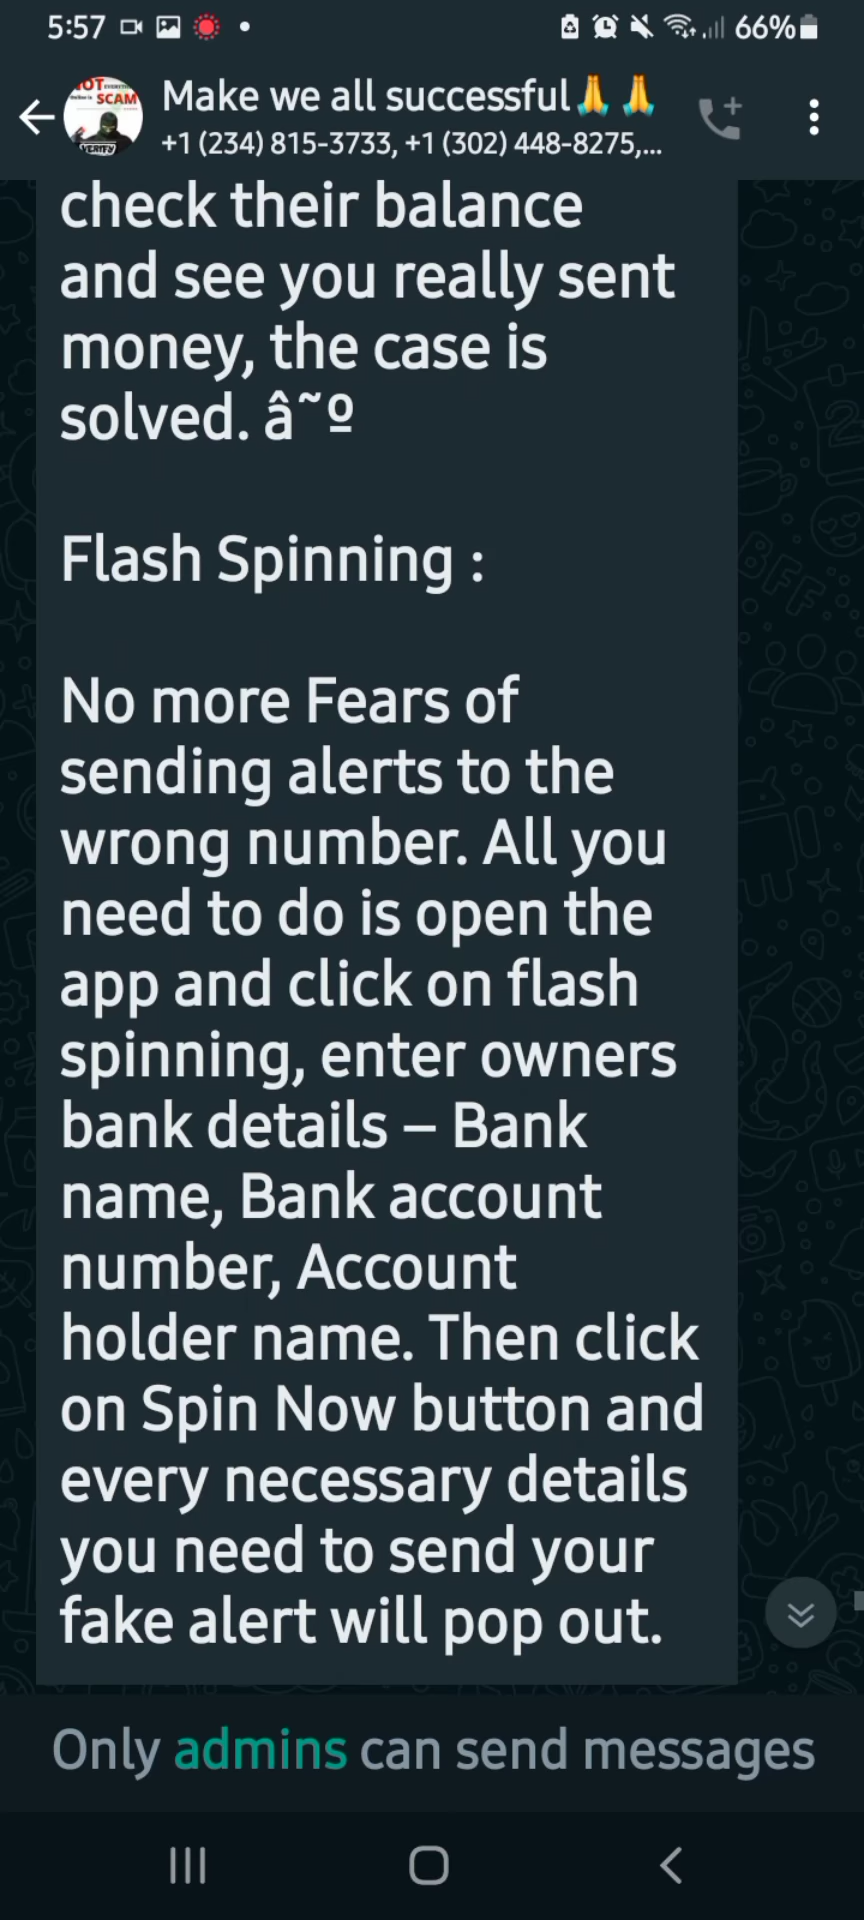 5:57
66%
Make we all successful🙏🙏
+1 (234) 815-3733, +1 (302) 448-8275,...
NOT
SCAM
VERIFY
check their balance
and see you really sent
money, the case is
solved. â˜º
Flash Spinning :
No more Fears of
sending alerts to the
wrong number. All you
need to do is open the
app and click on flash
spinning, enter owners
bank details – Bank
name, Bank account
number, Account
holder name. Then click
on Spin Now button and
every necessary details
you need to send your
fake alert will pop out.
Only admins can send messages